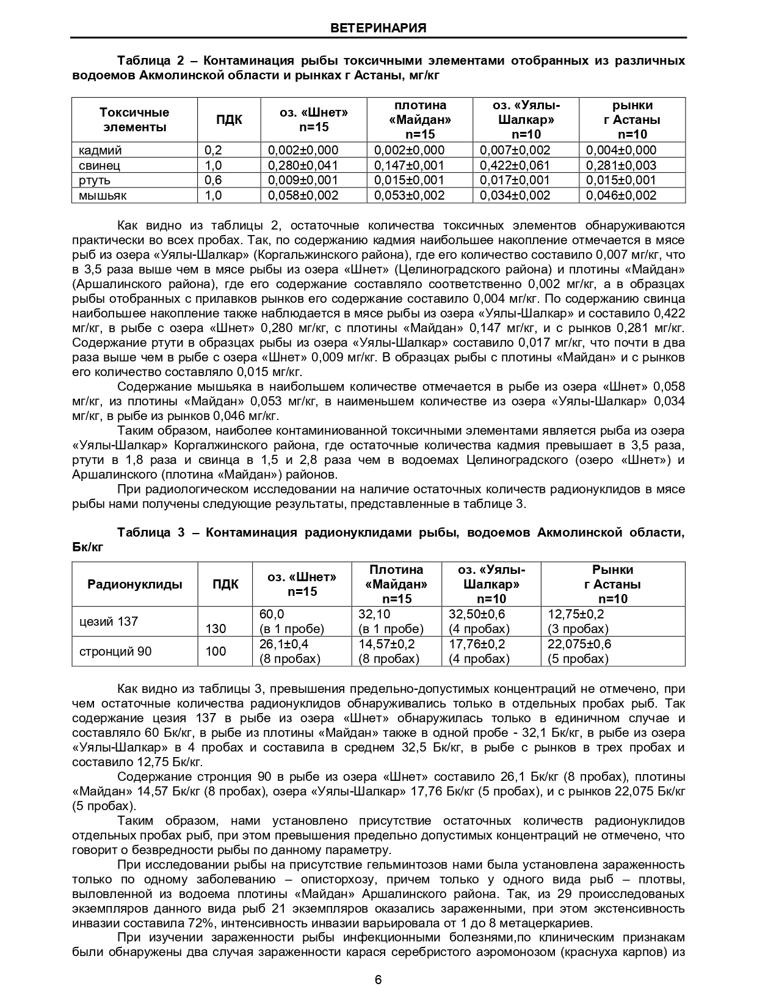 ВЕТЕРИНАРИЯ
Таблица 2 – Контаминация рыбы токсичными элементами отобранных из различных
водоемов Акмолинской области и рынках г Астаны, мг/кг
Токсичные элементы | ПДК | оз. «Шнет» n=15 | плотина «Майдан» n=15 | оз. «Уялы-Шалкар» n=10 | рынки г Астаны n=10
кадмий | 0,2 | 0,002±0,000 | 0,002±0,000 | 0,007±0,002 | 0,004±0,000
свинец | 1,0 | 0,280±0,041 | 0,147±0,001 | 0,422±0,061 | 0,281±0,003
ртуть | 0,6 | 0,009±0,001 | 0,015±0,001 | 0,017±0,001 | 0,015±0,001
мышьяк | 1,0 | 0,058±0,002 | 0,053±0,002 | 0,034±0,002 | 0,046±0,002
Как видно из таблицы 2, остаточные количества токсичных элементов обнаруживаются
практически во всех пробах. Так, по содержанию кадмия наибольшее накопление отмечается в мясе
рыб из озера «Уялы-Шалкар» (Коргальжинского района), где его количество составило 0,007 мг/кг, что
в 3,5 раза выше чем в мясе рыбы из озера «Шнет» (Целиноградского района) и плотины «Майдан»
(Аршалинского района), где его содержание составляло соответственно 0,002 мг/кг, а в образцах
рыбы отобранных с прилавков рынков его содержание составило 0,004 мг/кг. По содержанию свинца
наибольшее накопление также наблюдается в мясе рыбы из озера «Уялы-Шалкар» и составило 0,422
мг/кг, в рыбе с озера «Шнет» 0,280 мг/кг, с плотины «Майдан» 0,147 мг/кг, и с рынков 0,281 мг/кг.
Содержание ртути в образцах рыбы из озера «Уялы-Шалкар» составило 0,017 мг/кг, что почти в два
раза выше чем в рыбе с озера «Шнет» 0,009 мг/кг. В образцах рыбы с плотины «Майдан» и с рынков
его количество составляло 0,015 мг/кг.
Содержание мышьяка в наибольшем количестве отмечается в рыбе из озера «Шнет» 0,058
мг/кг, из плотины «Майдан» 0,053 мг/кг, в наименьшем количестве из озера «Уялы-Шалкар» 0,034
мг/кг, в рыбе из рынков 0,046 мг/кг.
Таким образом, наиболее контаминиованной токсичными элементами является рыба из озера
«Уялы-Шалкар» Коргалжинского района, где остаточные количества кадмия превышает в 3,5 раза,
ртути в 1,8 раза и свинца в 1,5 и 2,8 раза чем в водоемах Целиноградского (озеро «Шнет») и
Аршалинского (плотина «Майдан») районов.
При радиологическом исследовании на наличие остаточных количеств радионуклидов в мясе
рыбы нами получены следующие результаты, представленные в таблице 3.
Таблица 3 – Контаминация радионуклидами рыбы, водоемов Акмолинской области,
Бк/кг
Радионуклиды | ПДК | оз. «Шнет» n=15 | Плотина «Майдан» n=15 | оз. «Уялы-Шалкар» n=10 | Рынки г Астаны n=10
цезий 137 | 130 | 60,0 (в 1 пробе) | 32,10 (в 1 пробе) | 32,50±0,6 (4 пробах) | 12,75±0,2 (3 пробах)
стронций 90 | 100 | 26,1±0,4 (8 пробах) | 14,57±0,2 (8 пробах) | 17,76±0,2 (4 пробах) | 22,075±0,6 (5 пробах)
Как видно из таблицы 3, превышения предельно-допустимых концентраций не отмечено, при
чем остаточные количества радионуклидов обнаруживались только в отдельных пробах рыб. Так
содержание цезия 137 в рыбе из озера «Шнет» обнаружилась только в единичном случае и
составляло 60 Бк/кг, в рыбе из плотины «Майдан» также в одной пробе - 32,1 Бк/кг, в рыбе из озера
«Уялы-Шалкар» в 4 пробах и составила в среднем 32,5 Бк/кг, в рыбе с рынков в трех пробах и
составило 12,75 Бк/кг.
Содержание стронция 90 в рыбе из озера «Шнет» составило 26,1 Бк/кг (8 пробах), плотины
«Майдан» 14,57 Бк/кг (8 пробах), озера «Уялы-Шалкар» 17,76 Бк/кг (5 пробах), и с рынков 22,075 Бк/кг
(5 пробах).
Таким образом, нами установлено присутствие остаточных количеств радионуклидов
отдельных пробах рыб, при этом превышения предельно допустимых концентраций не отмечено, что
говорит о безвредности рыбы по данному параметру.
При исследовании рыбы на присутствие гельминтозов нами была установлена зараженность
только по одному заболеванию – описторхозу, причем только у одного вида рыб – плотвы,
выловленной из водоема плотины «Майдан» Аршалинского района. Так, из 29 происследованых
экземпляров данного вида рыб 21 экземпляров оказались зараженными, при этом экстенсивность
инвазии составила 72%, интенсивность инвазии варьировала от 1 до 8 метацеркариев.
При изучении зараженности рыбы инфекционными болезнями,по клиническим признакам
были обнаружены два случая зараженности карася серебристого аэромонозом (краснуха карпов) из
6